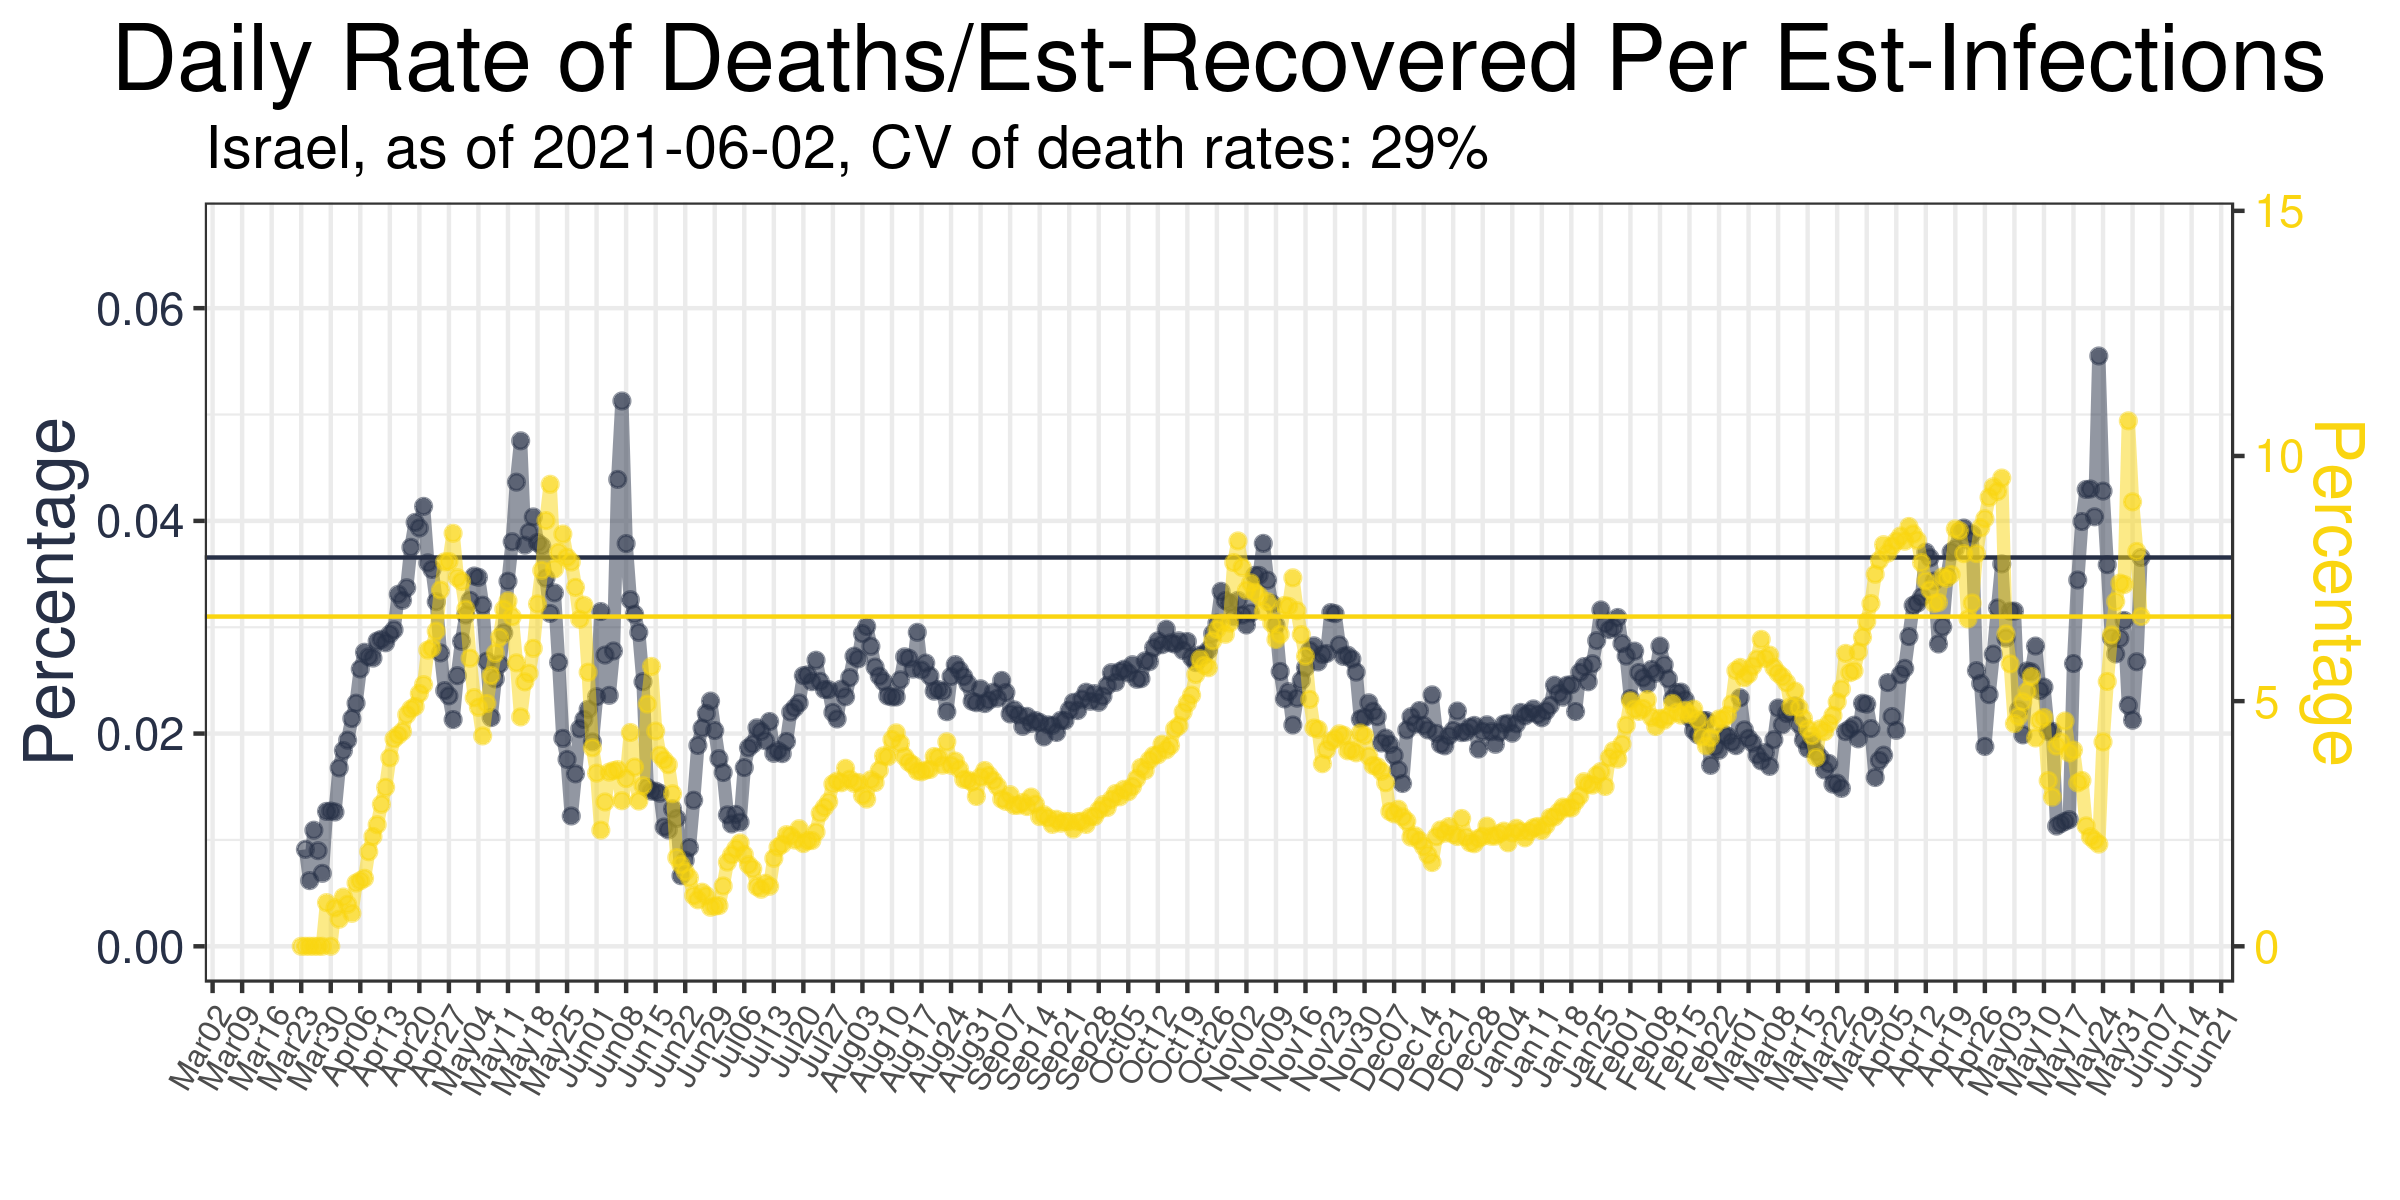 Daily Rate of Deaths/Est-Recovered Per Est-Infections
Israel, as of 2021-06-02, CV of death rates: 29%
Percentage
0.06
0.04
0.02
0.00
15
10
5
0
Percentage
Mar02
Mar09
Mar16
Mar23
Mar30
Apr06
Apr13
Apr20
Apr27
May04
May11
May18
May25
Jun01
Jun08
Jun15
Jun22
Jun29
Jul06
Jul13
Jul20
Jul27
Aug03
Aug10
Aug17
Aug24
Aug31
Sep07
Sep14
Sep21
Sep28
Oct05
Oct12
Oct19
Oct26
Nov02
Nov09
Nov16
Nov23
Nov30
Dec07
Dec14
Dec21
Dec28
Jan04
Jan11
Jan18
Jan25
Feb01
Feb08
Feb15
Feb22
Mar01
Mar08
Mar15
Mar22
Mar29
Apr05
Apr12
Apr19
Apr26
May03
May10
May17
May24
May31
Jun07
Jun14
Jun21